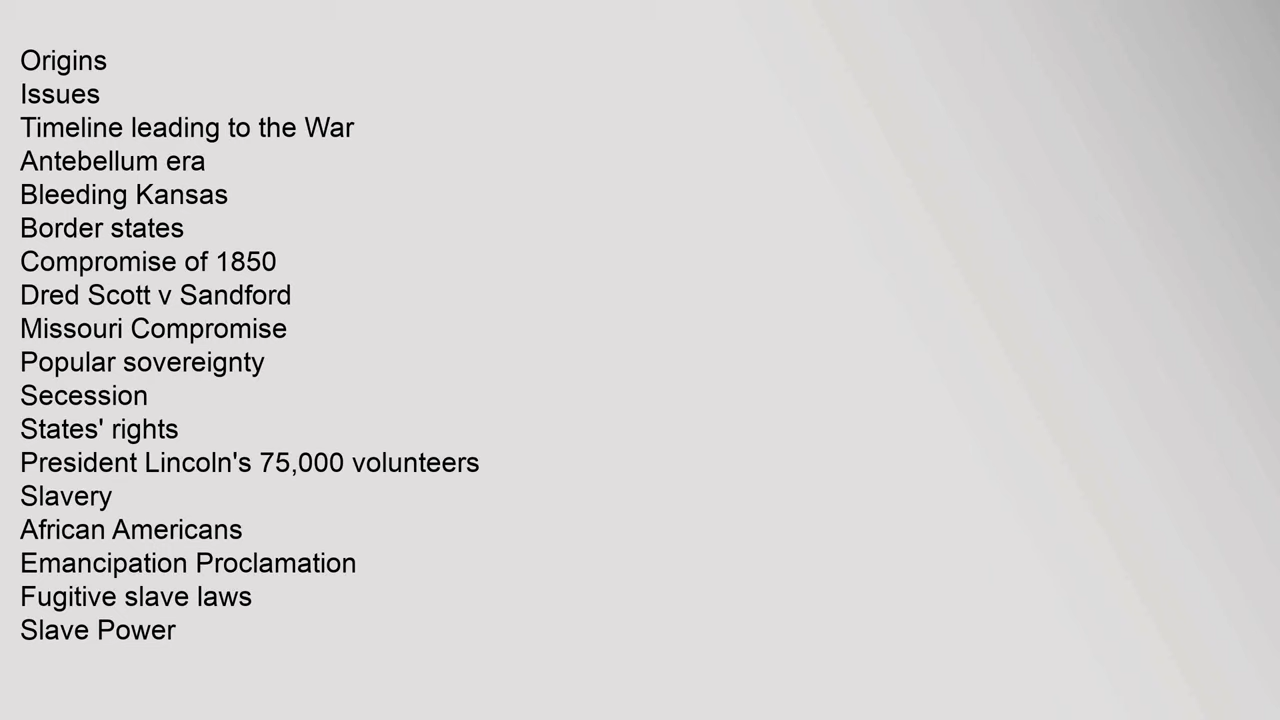 Origins
Issues
Timeline leading to the War
Antebellum era
Bleeding Kansas
Border states
Compromise of 1850
Dred Scott v Sandford
Missouri Compromise
Popular sovereignty
Secession
States' rights
President Lincoln's 75,000 volunteers
Slavery
African Americans
Emancipation Proclamation
Fugitive slave laws
Slave Power